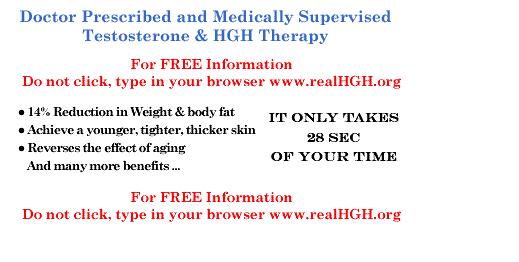 Doctor Prescribed and Medically Supervised
Testosterone & HGH Therapy
For FREE Information
Do not click, type in your browser www.realHGH.org
● 14% Reduction in Weight & body fat
● Achieve a younger, tighter, thicker skin
● Reverses the effect of aging
And many more benefits ...
IT ONLY TAKES
28 SEC
OF YOUR TIME
For FREE Information
Do not click, type in your browser www.realHGH.org